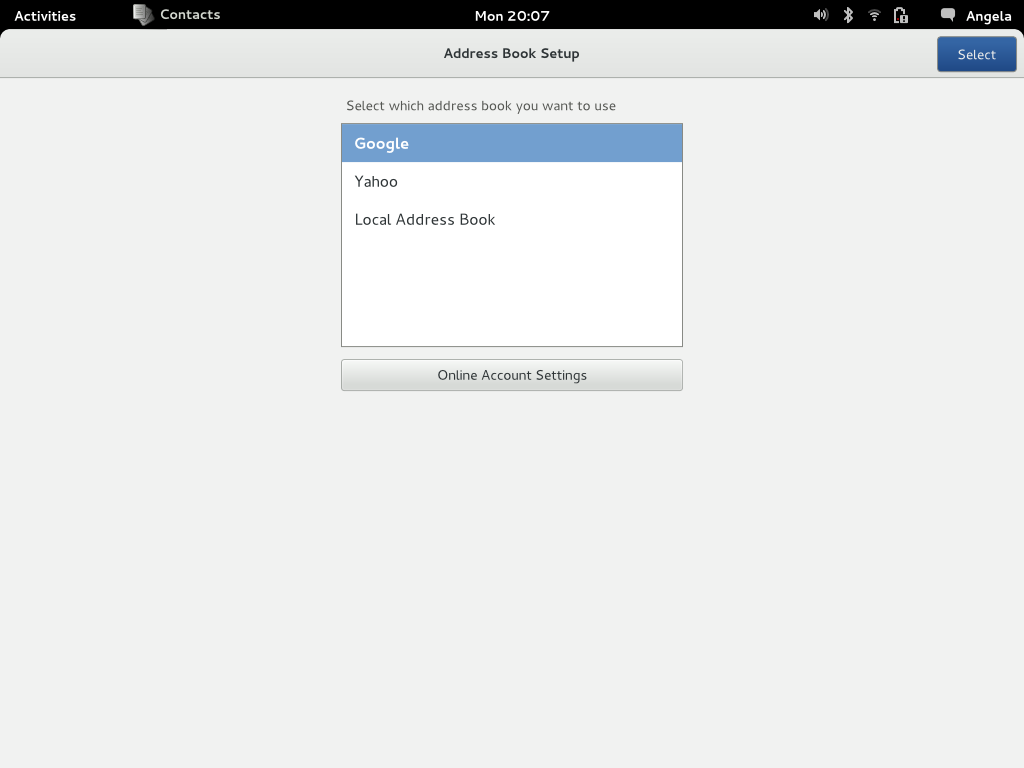 Activities Contacts Mon 20:07 Angela
Address Book Setup Select
Select which address book you want to use
Google
Yahoo
Local Address Book
Online Account Settings